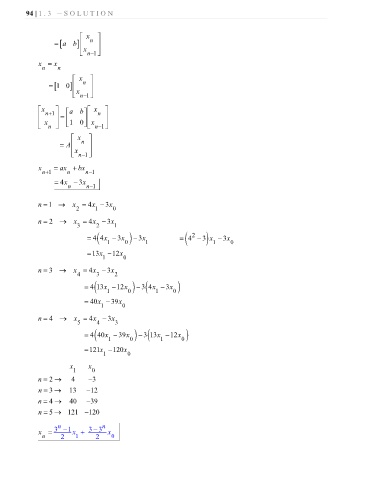 94 | 1.3 — SOLUTION
= [a b] [x_n x_{n−1}]
x_n = x_n
= [1 0] [x_n x_{n−1}]
[x_{n+1} x_n] = [a b 1 0] [x_n x_{n−1}]
= A [x_n x_{n−1}]
x_{n+1} = ax_n + bx_{n−1}
= 4x_n − 3x_{n−1}
n = 1 → x_2 = 4x_1 − 3x_0
n = 2 → x_3 = 4x_2 − 3x_1
= 4(4x_1 − 3x_0) − 3x_1 = (4² − 3)x_1 − 3x_0
= 13x_1 − 12x_0
n = 3 → x_4 = 4x_3 − 3x_2
= 4(13x_1 − 12x_0) − 3(4x_1 − 3x_0)
= 40x_1 − 39x_0
n = 4 → x_5 = 4x_4 − 3x_3
= 4(40x_1 − 39x_0) − 3(13x_1 − 12x_0)
= 121x_1 − 120x_0
x_1 x_0
n = 2 → 4 −3
n = 3 → 13 −12
n = 4 → 40 −39
n = 5 → 121 −120
x_n = (3^n − 1)/2 x_1 + (3 − 3^n)/2 x_0